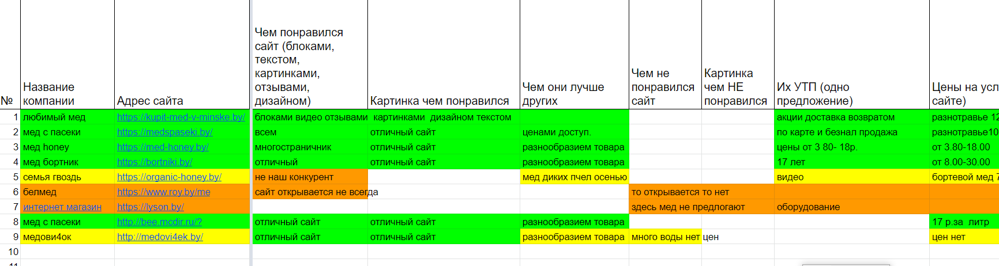 № Название компании Адрес сайта Чем понравился сайт (блоками, текстом, картинками, отзывами, дизайном) Картинка чем понравился Чем они лучше других Чем не понравился сайт Картинка чем НЕ понравился Их УТП (одно предложение) Цены на усл сайте)
1 любимый мед https://kupit-med-v-minske.by/ блоками видео отзывами картинками дизайном текстом акции доставка возвратом разнотравье 12
2 мед с пасеки https://medspaseki.by/ всем отличный сайт ценами доступ. по карте и безнал продажа разнотравье10
3 мед honey https://med-honey.by/ многостраничник отличный сайт разнообразием товара цены от 3 80- 18р. от 3.80-18.00
4 мед бортник https://bortniki.by/ отличный отличный сайт разнообразием товара 17 лет от 8.00-30.00
5 семья гвоздь https://organic-honey.by/ не наш конкурент мед диких пчел осенью видео бортевой мед 7
6 белмед https://www.roy.by/me сайт открывается не всегда то открывается то нет
7 интернет магазин https://lyson.by/ здесь мед не предлогают оборудование
8 мед с пасеки http://bee.mcdir.ru/? отличный сайт отличный сайт разнообразием товара 17 р.за литр
9 медови4ок http://medovi4ek.by/ отличный сайт отличный сайт разнообразием товара много воды нет цен цен нет
10
11